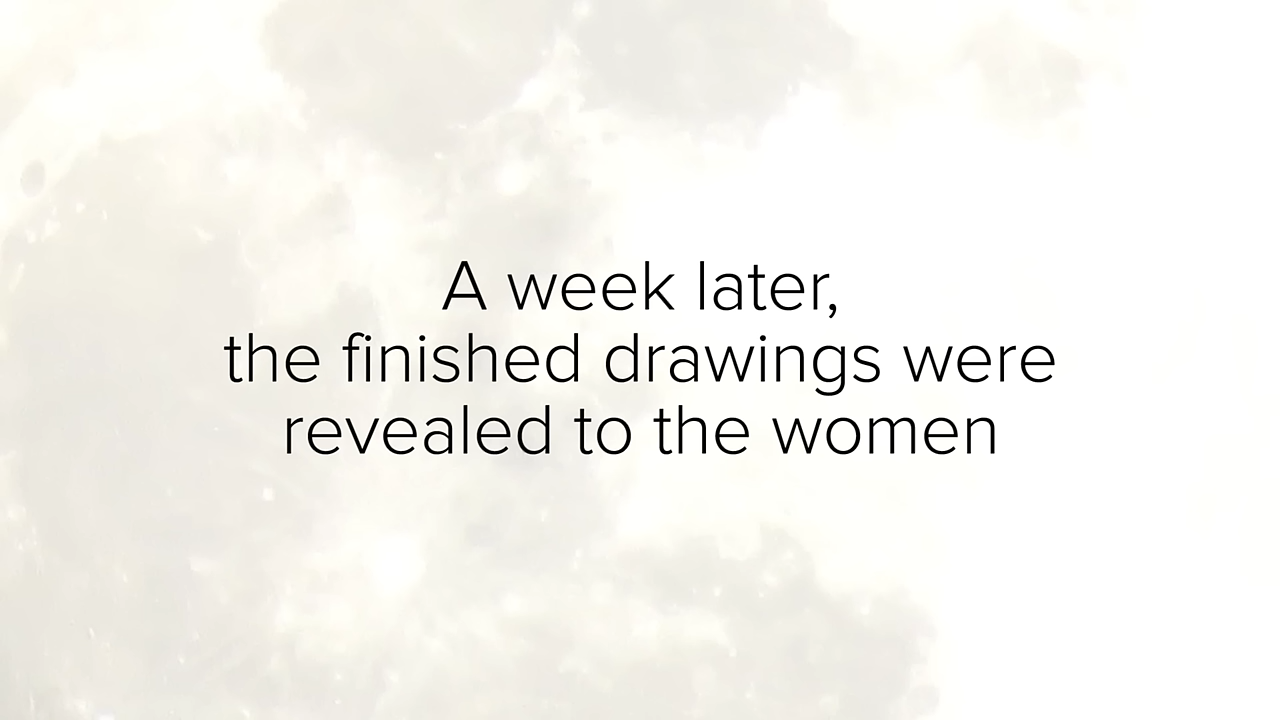 A week later,
the finished drawings were
revealed to the women